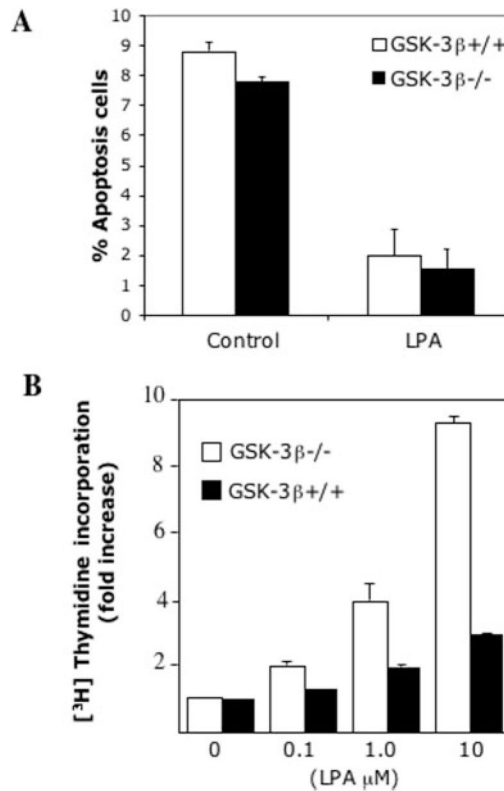 A
10
9
8
7
6
5
4
3
2
1
0
% Apoptosis cells
GSK-3β+/+
GSK-3β-/-
Control
LPA
B
10
8
4
2
[³H] Thymidine incorporation
(fold increase)
GSK-3β-/-
GSK-3β+/+
0
0.1
1.0
10
(LPA μM)